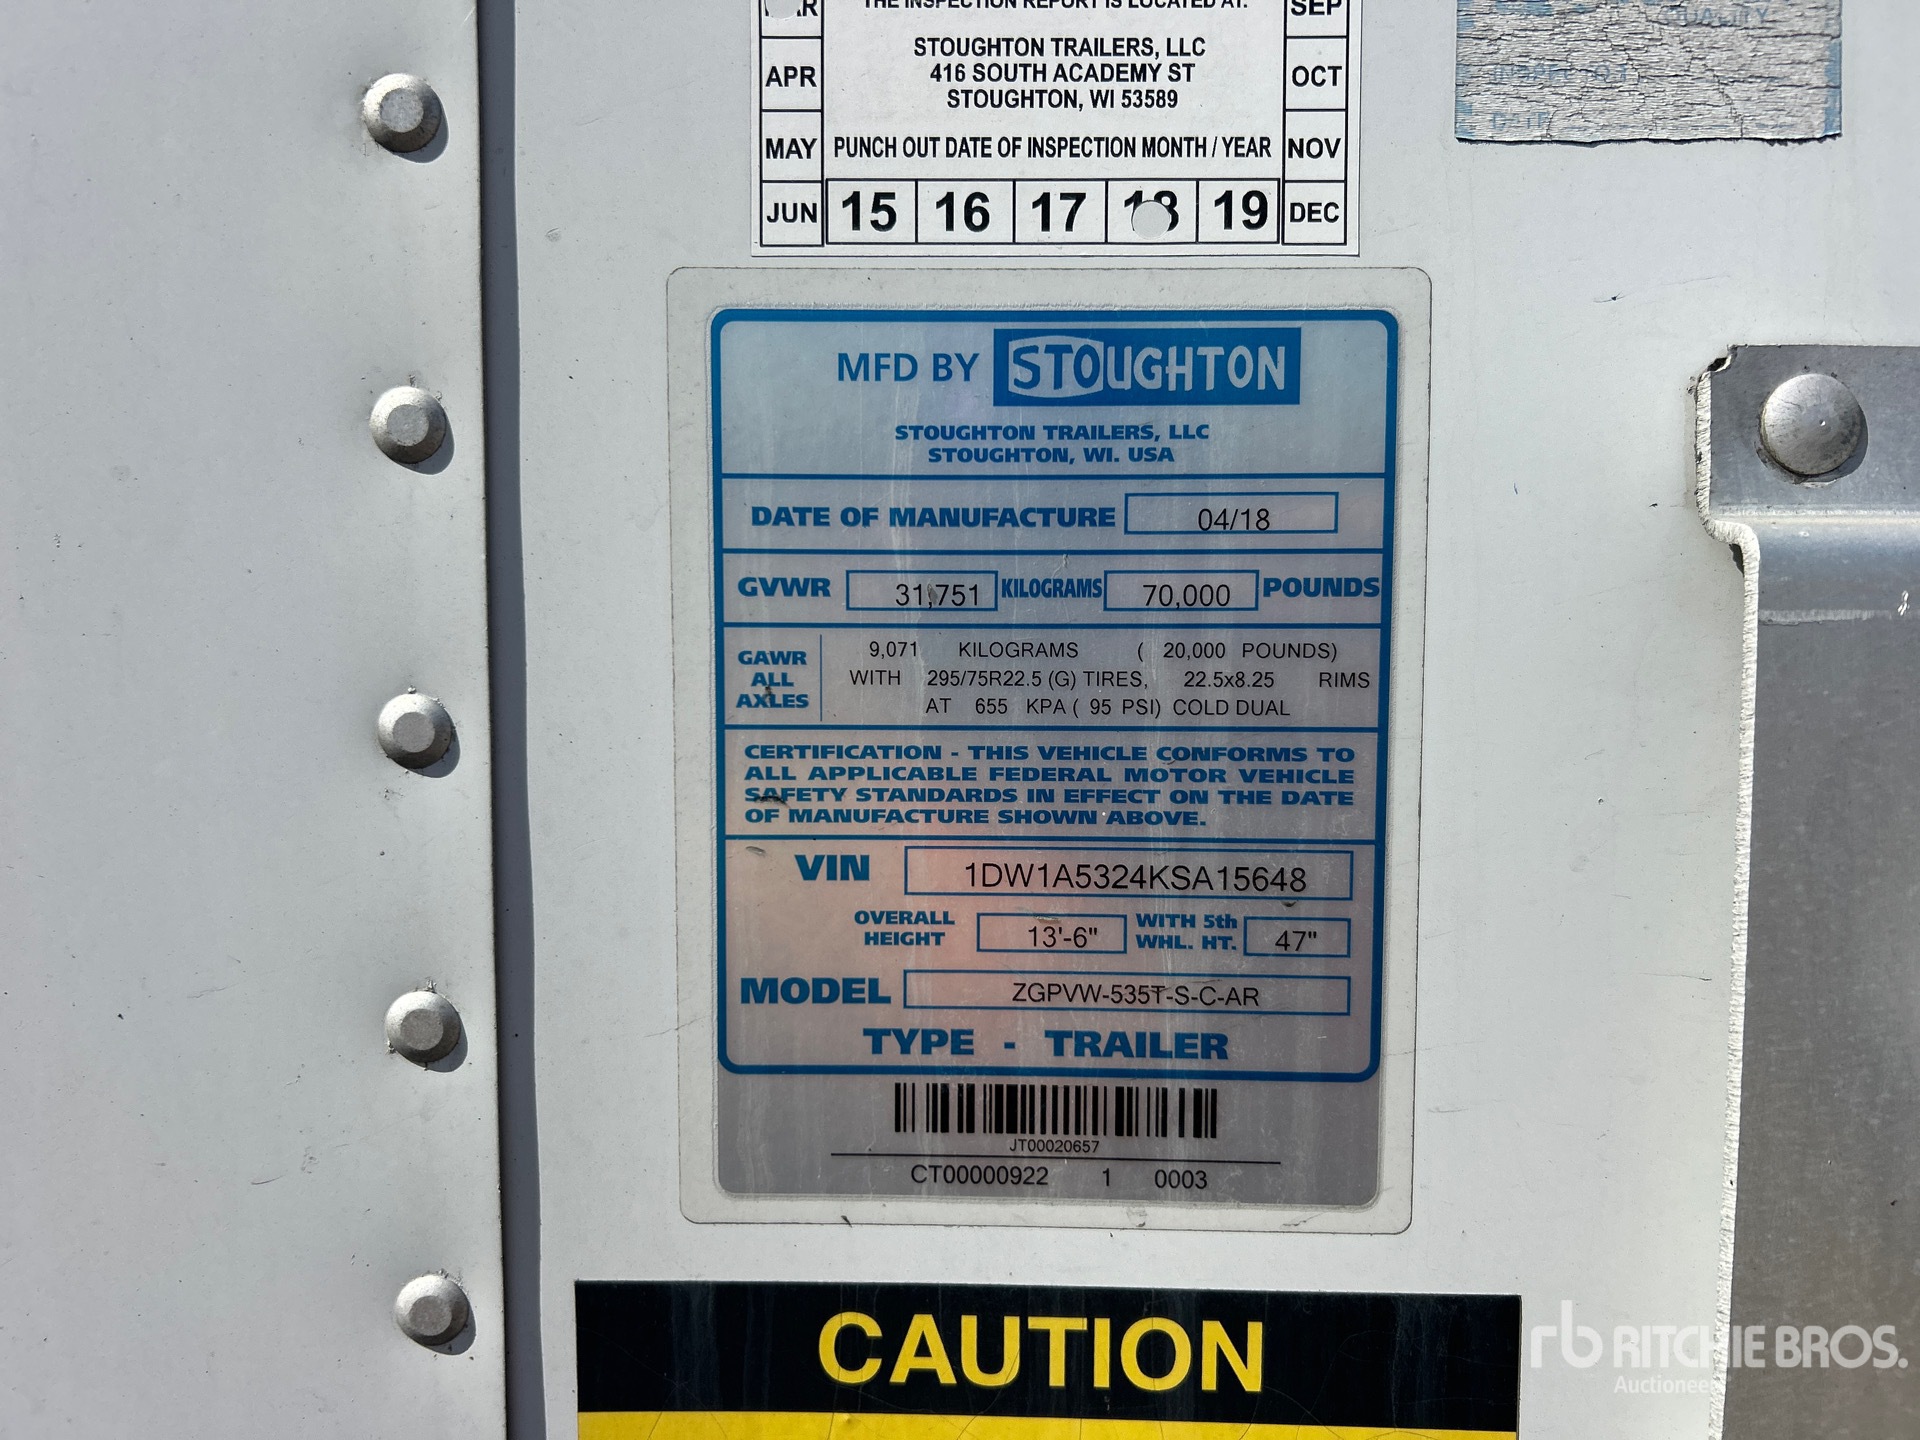 THE INSPECTION REPORT IS LOCATED AT:
SEP
STOUGHTON TRAILERS, LLC
416 SOUTH ACADEMY ST
STOUGHTON, WI 53589
APR
OCT
MAY
PUNCH OUT DATE OF INSPECTION MONTH / YEAR
NOV
JUN
15 16 17 18 19
DEC
QUALITY
DATE
MFD BY STOUGHTON
STOUGHTON TRAILERS, LLC
STOUGHTON, WI. USA
DATE OF MANUFACTURE 04/18
GVWR 31,751 KILOGRAMS 70,000 POUNDS
GAWR ALL AXLES
9,071 KILOGRAMS ( 20,000 POUNDS)
WITH 295/75R22.5 (G) TIRES, 22.5x8.25 RIMS
AT 655 KPA ( 95 PSI) COLD DUAL
CERTIFICATION - THIS VEHICLE CONFORMS TO
ALL APPLICABLE FEDERAL MOTOR VEHICLE
SAFETY STANDARDS IN EFFECT ON THE DATE
OF MANUFACTURE SHOWN ABOVE.
VIN 1DW1A5324KSA15648
OVERALL HEIGHT 13'-6" WITH 5th WHL. HT. 47"
MODEL ZGPVW-535T-S-C-AR
TYPE - TRAILER
JT00020657
CT00000922 1 0003
CAUTION
rb RITCHIE BROS.
Auctioneers